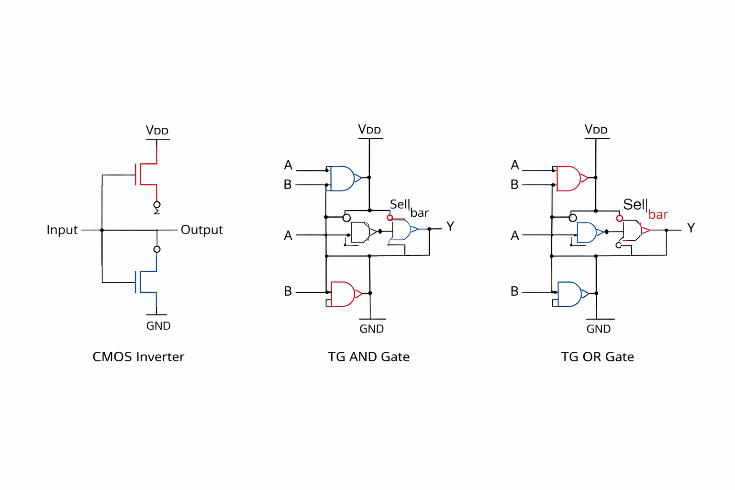 VDD
Σ
Input
Output
GND
CMOS Inverter
VDD
A
B
Sell
bar
A
Y
B
GND
TG AND Gate
VDD
A
B
Sell
bar
A
Y
B
GND
TG OR Gate